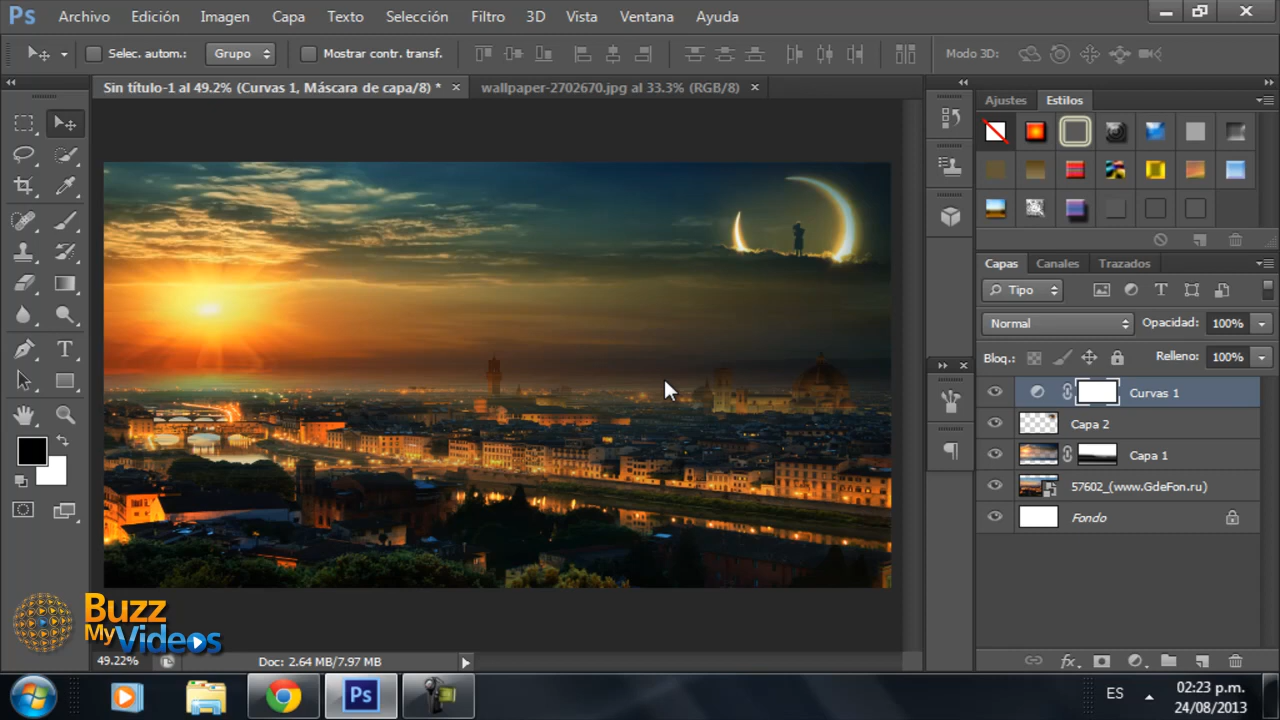 Ps Archivo Edición Imagen Capa Texto Selección Filtro 3D Vista Ventana Ayuda
Selec. autom.: Grupo Mostrar contr. transf. Modo 3D:
Sin título-1 al 49.2% (Curvas 1, Máscara de capa/8) * × wallpaper-2702670.jpg al 33.3% (RGB/8) ×
Ajustes Estilos
Capas Canales Trazados
Tipo
Normal Opacidad: 100%
Bloq.: Relleno: 100%
Curvas 1
Capa 2
Capa 1
57602_(www.GdeFon.ru)
Fondo
Buzz
My Videos
49.22% Doc: 2.64 MB/7.97 MB
Ps ES 02:23 p.m.
24/08/2013